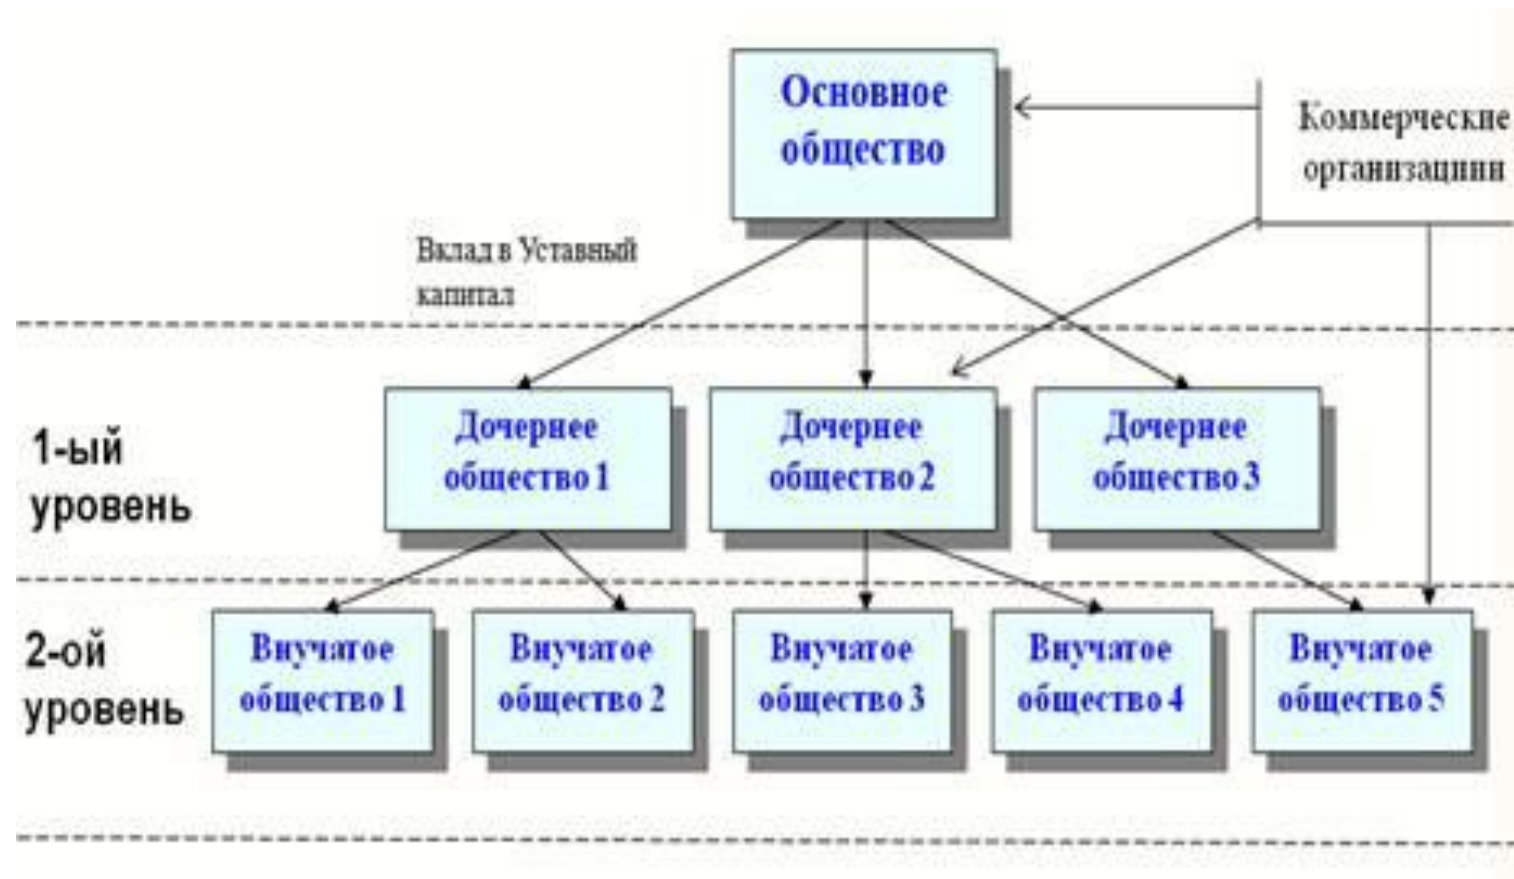 Основное
общество
Коммерческие
организациии
Вклад в Уставный
капитал
1-ый
уровень
Дочернее
общество 1
Дочернее
общество 2
Дочернее
общество 3
2-ой
уровень
Внучатое
общество 1
Внучатое
общество 2
Внучатое
общество 3
Внучатое
общество 4
Внучатое
общество 5